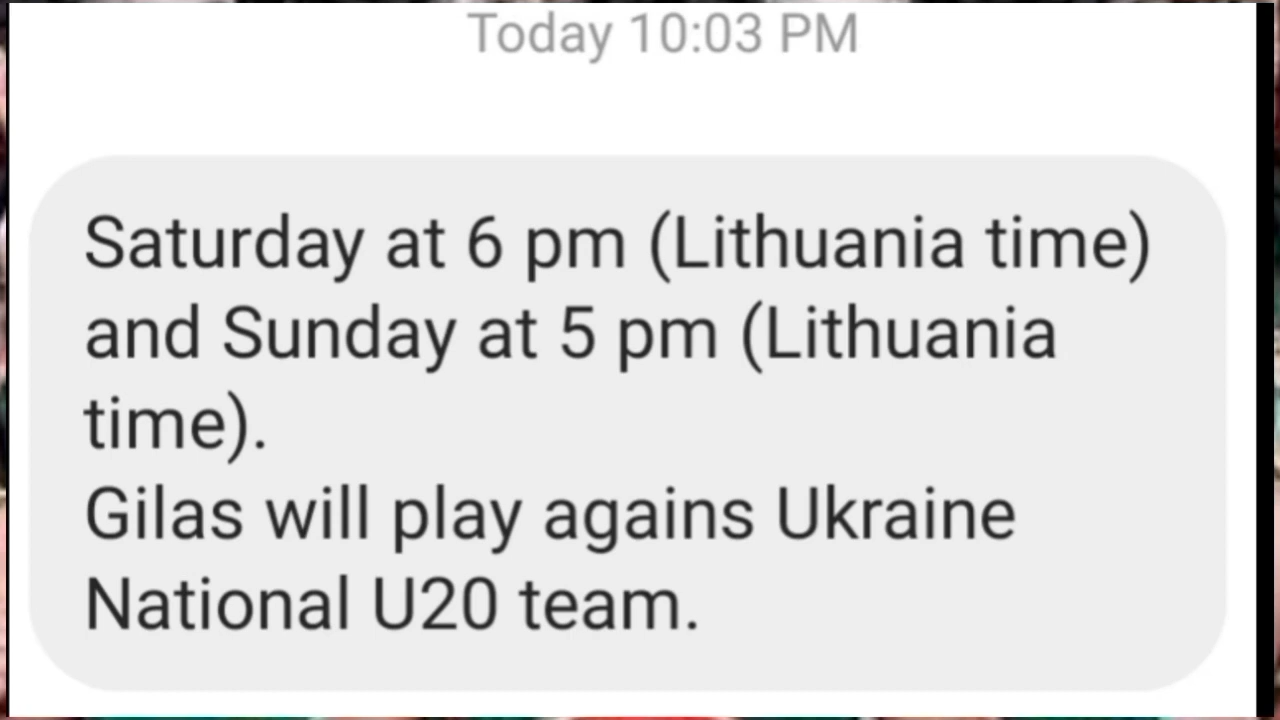 Today 10:03 PM
Saturday at 6 pm (Lithuania time)
and Sunday at 5 pm (Lithuania
time).
Gilas will play agains Ukraine
National U20 team.